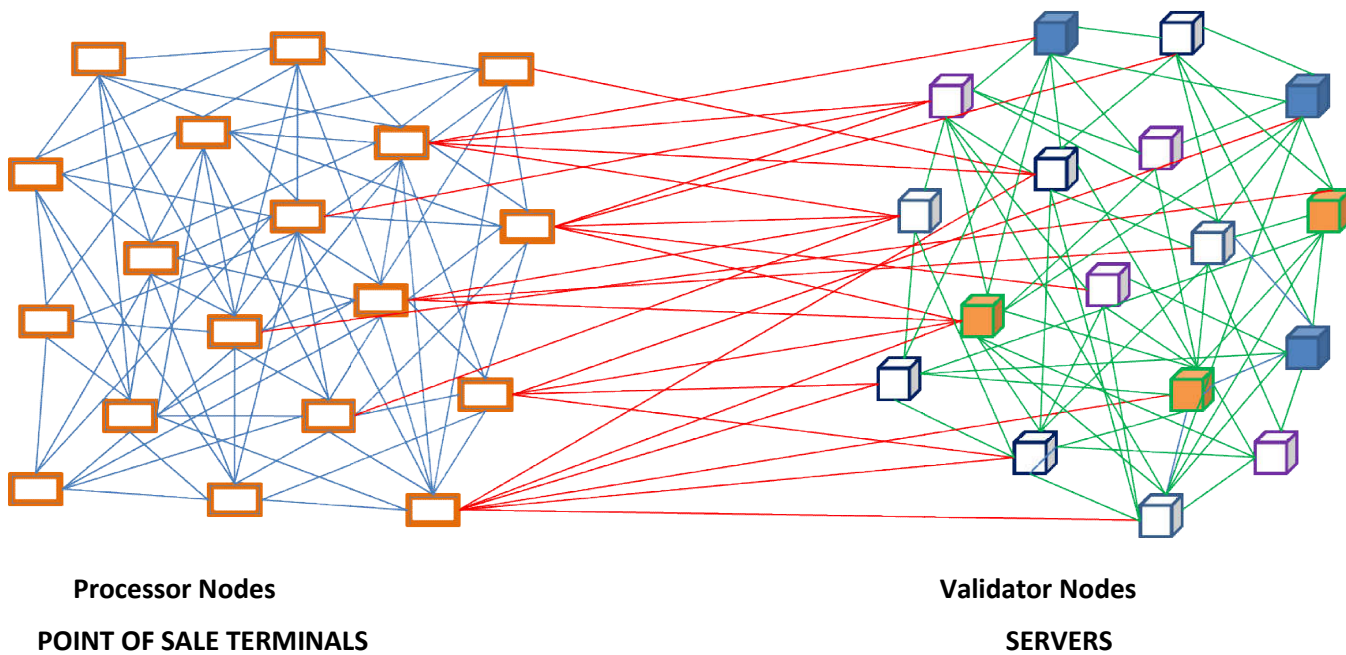 Processor Nodes
Validator Nodes
POINT OF SALE TERMINALS
SERVERS